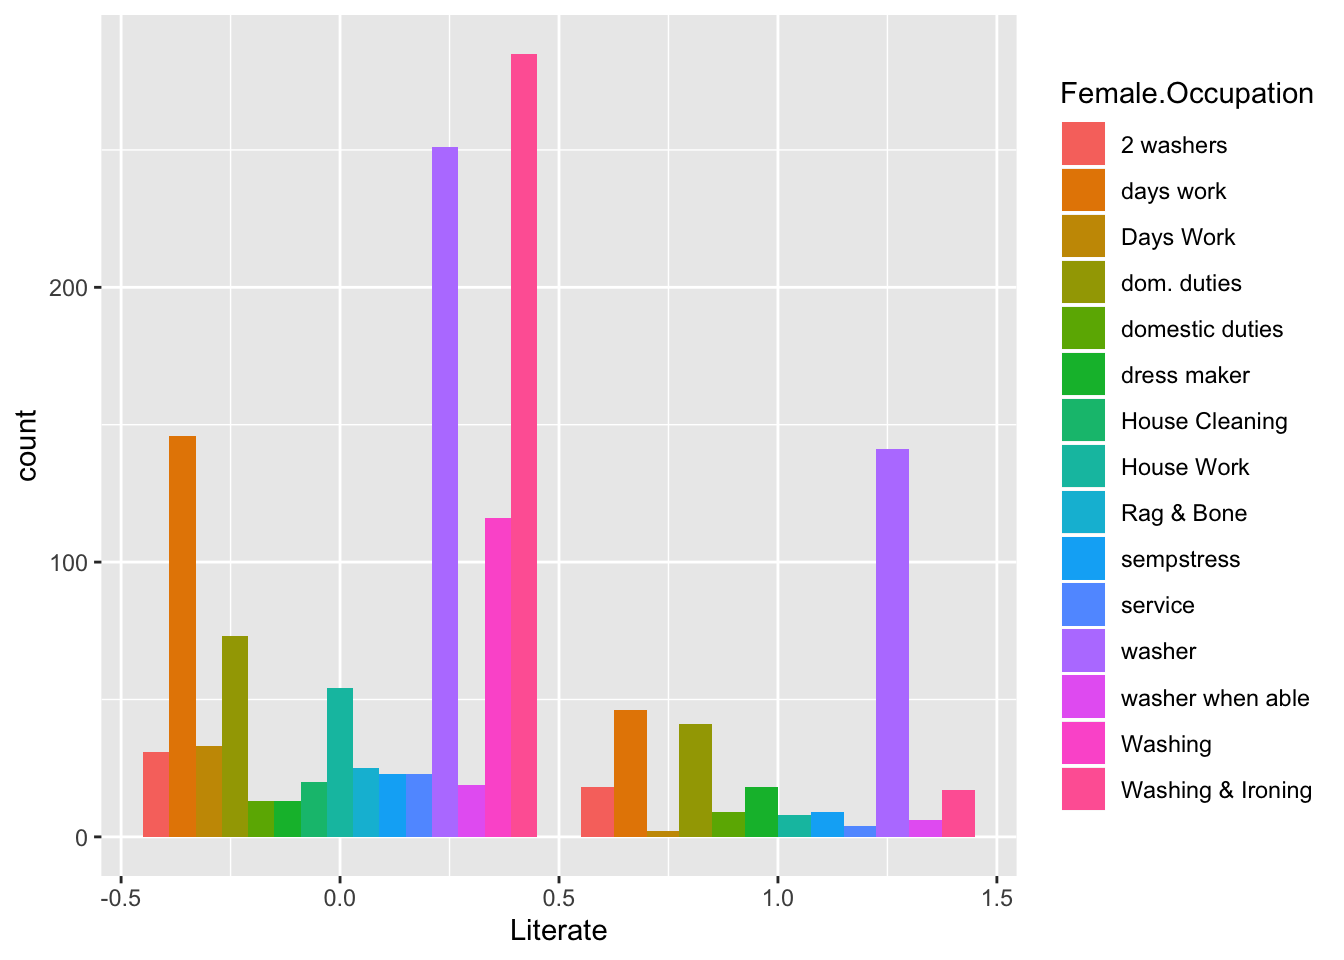 Female.Occupation
2 washers
days work
Days Work
dom. duties
domestic duties
dress maker
House Cleaning
House Work
Rag & Bone
sempstress
service
washer
washer when able
Washing
Washing & Ironing
count
200
100
0
-0.5 0.0 0.5 1.0 1.5
Literate